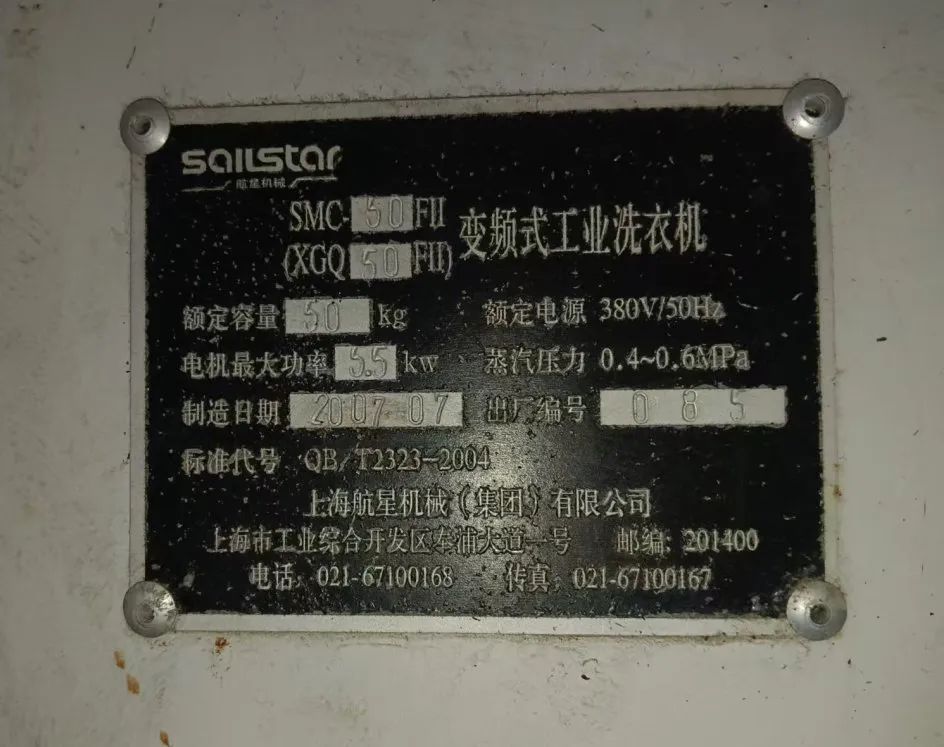 SAILSTAR
航星机械
SMC-50FII
(XGQ50FII) 变频式工业洗衣机
额定容量 50 kg 额定电源 380V/50Hz
电机最大功率 5.5 kw 蒸汽压力 0.4~0.6MPa
制造日期 2007 07 出厂编号 085
标准代号 QB/T2323-2004
上海航星机械(集团)有限公司
上海市工业综合开发区奉浦大道一号 邮编: 201400
电话: 021-67100168 传真: 021-67100167